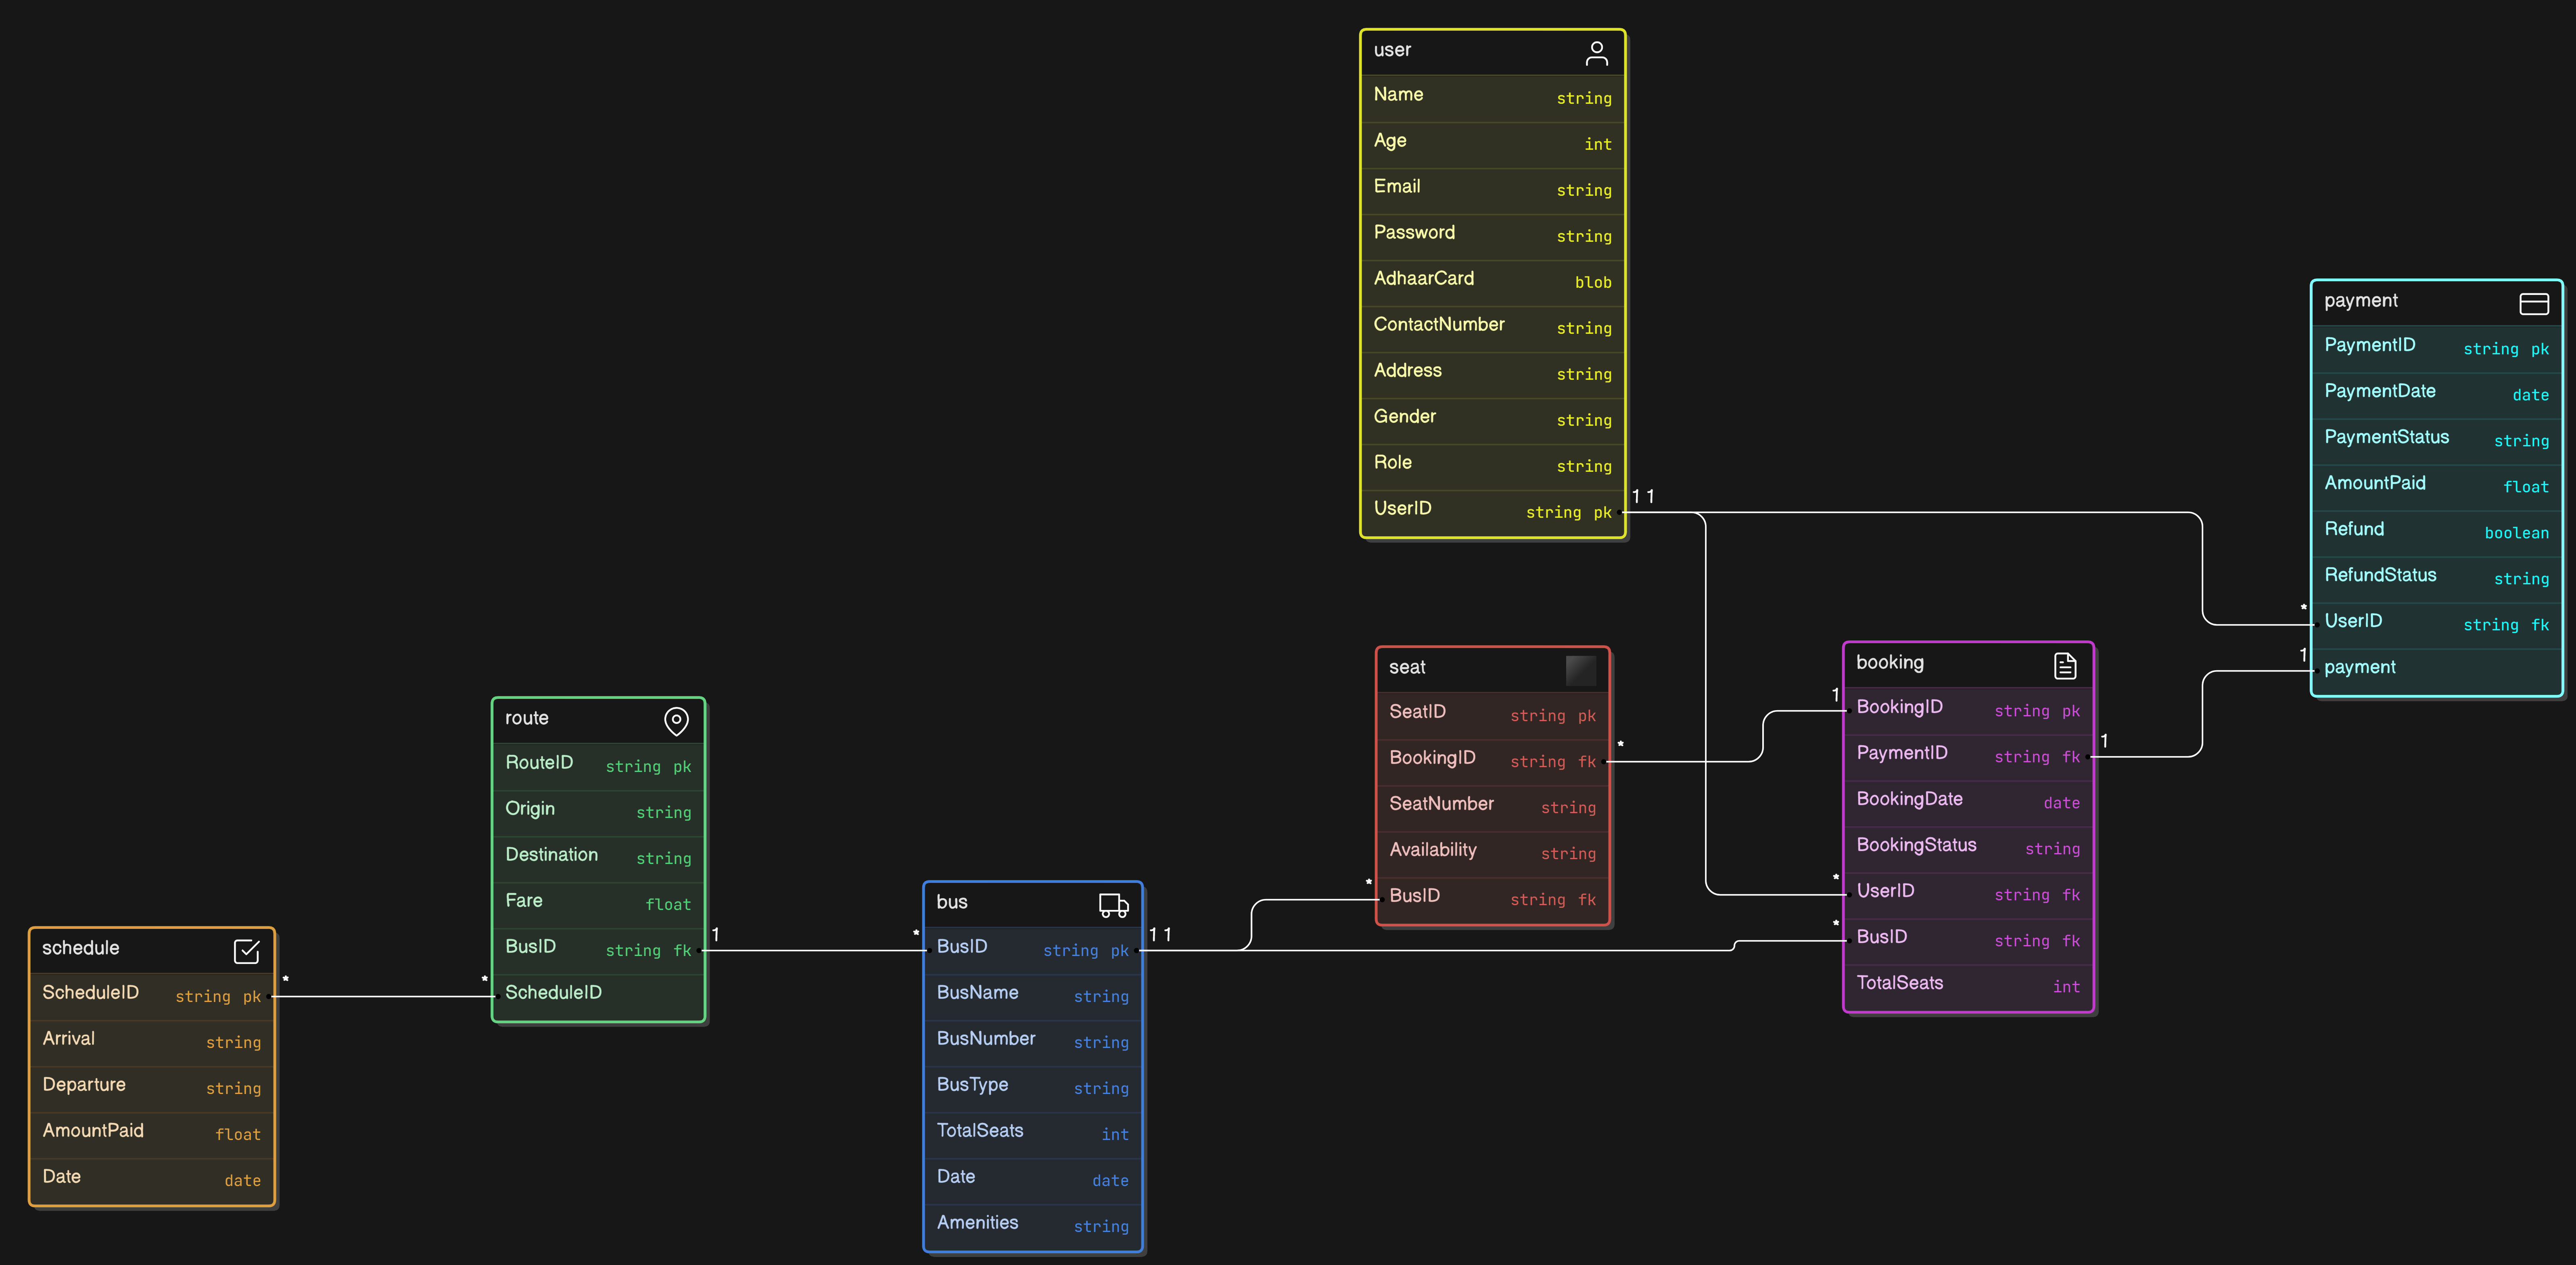 user
Name string
Age int
Email string
Password string
AdhaarCard blob
ContactNumber string
Address string
Gender string
Role string
UserID string pk
1 1
payment
PaymentID string pk
PaymentDate date
PaymentStatus string
AmountPaid float
Refund boolean
RefundStatus string
* UserID string fk
1 payment
seat
SeatID string pk
BookingID string fk *
SeatNumber string
Availability string
* BusID string fk
booking
1 BookingID string pk
PaymentID string fk 1
BookingDate date
BookingStatus string
* UserID string fk
* BusID string fk
TotalSeats int
route
RouteID string pk
Origin string
Destination string
Fare float
BusID string fk 1
* ScheduleID
bus
* BusID string pk 1 1
BusName string
BusNumber string
BusType string
TotalSeats int
Date date
Amenities string
schedule
ScheduleID string pk *
Arrival string
Departure string
AmountPaid float
Date date